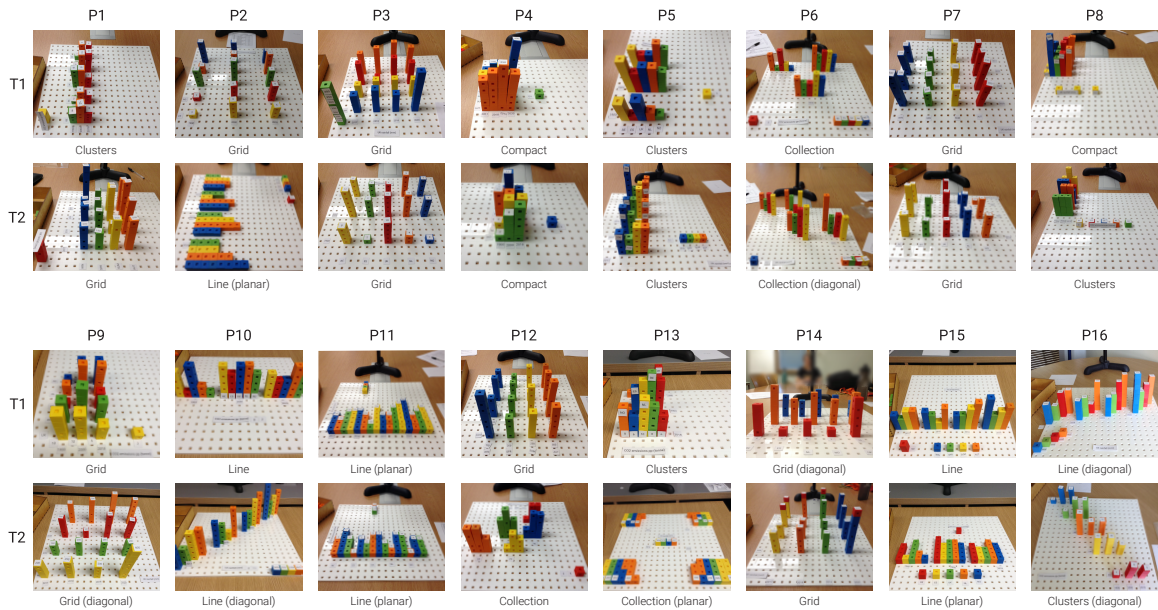 P1 P2 P3 P4 P5 P6 P7 P8
T1
Clusters Grid Grid Compact Clusters Collection Grid Compact
T2
Grid Line (planar) Grid Compact Clusters Collection (diagonal) Grid Clusters
P9 P10 P11 P12 P13 P14 P15 P16
T1
Grid Line Line (planar) Grid Clusters Grid (diagonal) Line Line (diagonal)
T2
Grid (diagonal) Line (diagonal) Line (planar) Collection Collection (planar) Grid Line (planar) Clusters (diagonal)